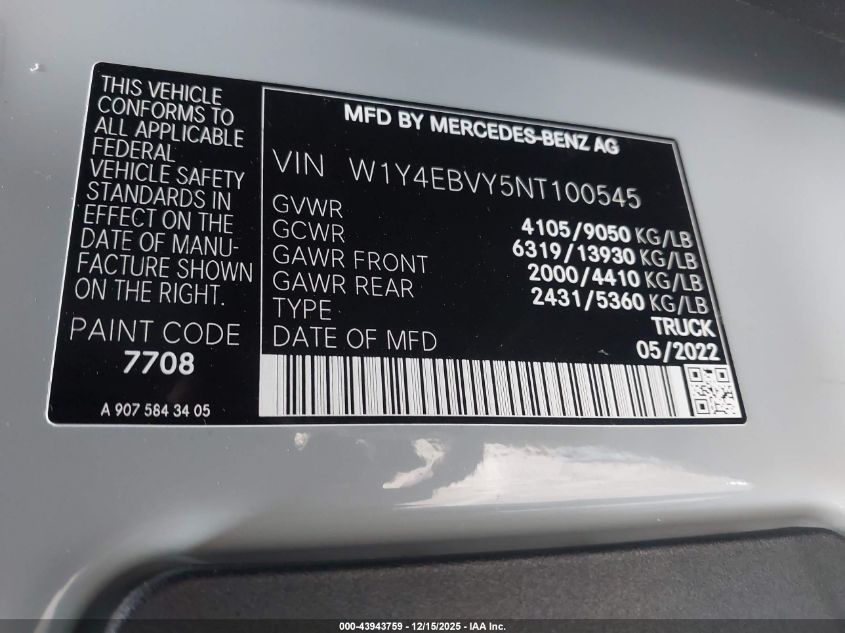 THIS VEHICLE
CONFORMS TO
ALL APPLICABLE
FEDERAL
VEHICLE SAFETY
STANDARDS IN
EFFECT ON THE
DATE OF MANU-
FACTURE SHOWN
ON THE RIGHT.
PAINT CODE
7708
A 907 584 34 05
MFD BY MERCEDES-BENZ AG
VIN W1Y4EBVY5NT100545
GVWR 4105/9050 KG/LB
GCWR 6319/13930 KG/LB
GAWR FRONT 2000/4410 KG/LB
GAWR REAR 2431/5360 KG/LB
TYPE TRUCK
DATE OF MFD 05/2022
000-43943759 - 12/15/2025 - IAA Inc.